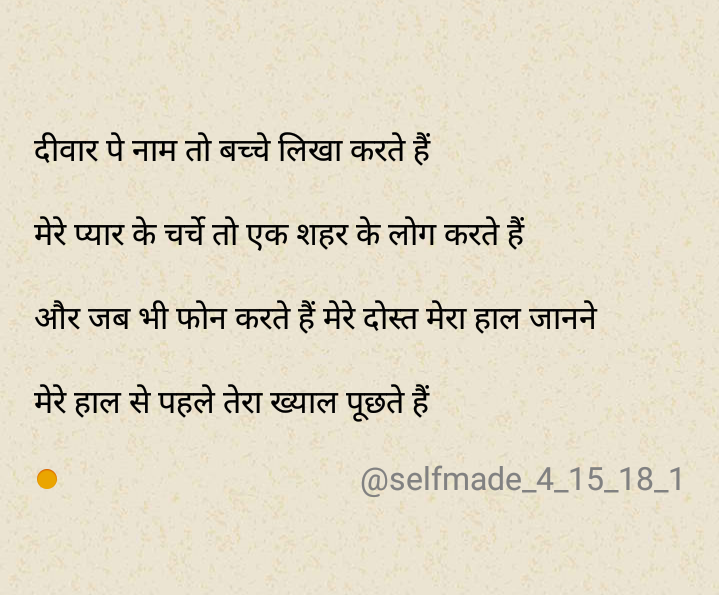 दीवार पे नाम तो बच्चे लिखा करते हैं
मेरे प्यार के चर्चे तो एक शहर के लोग करते हैं
और जब भी फोन करते हैं मेरे दोस्त मेरा हाल जानने
मेरे हाल से पहले तेरा ख्याल पूछते हैं
@selfmade_4_15_18_1